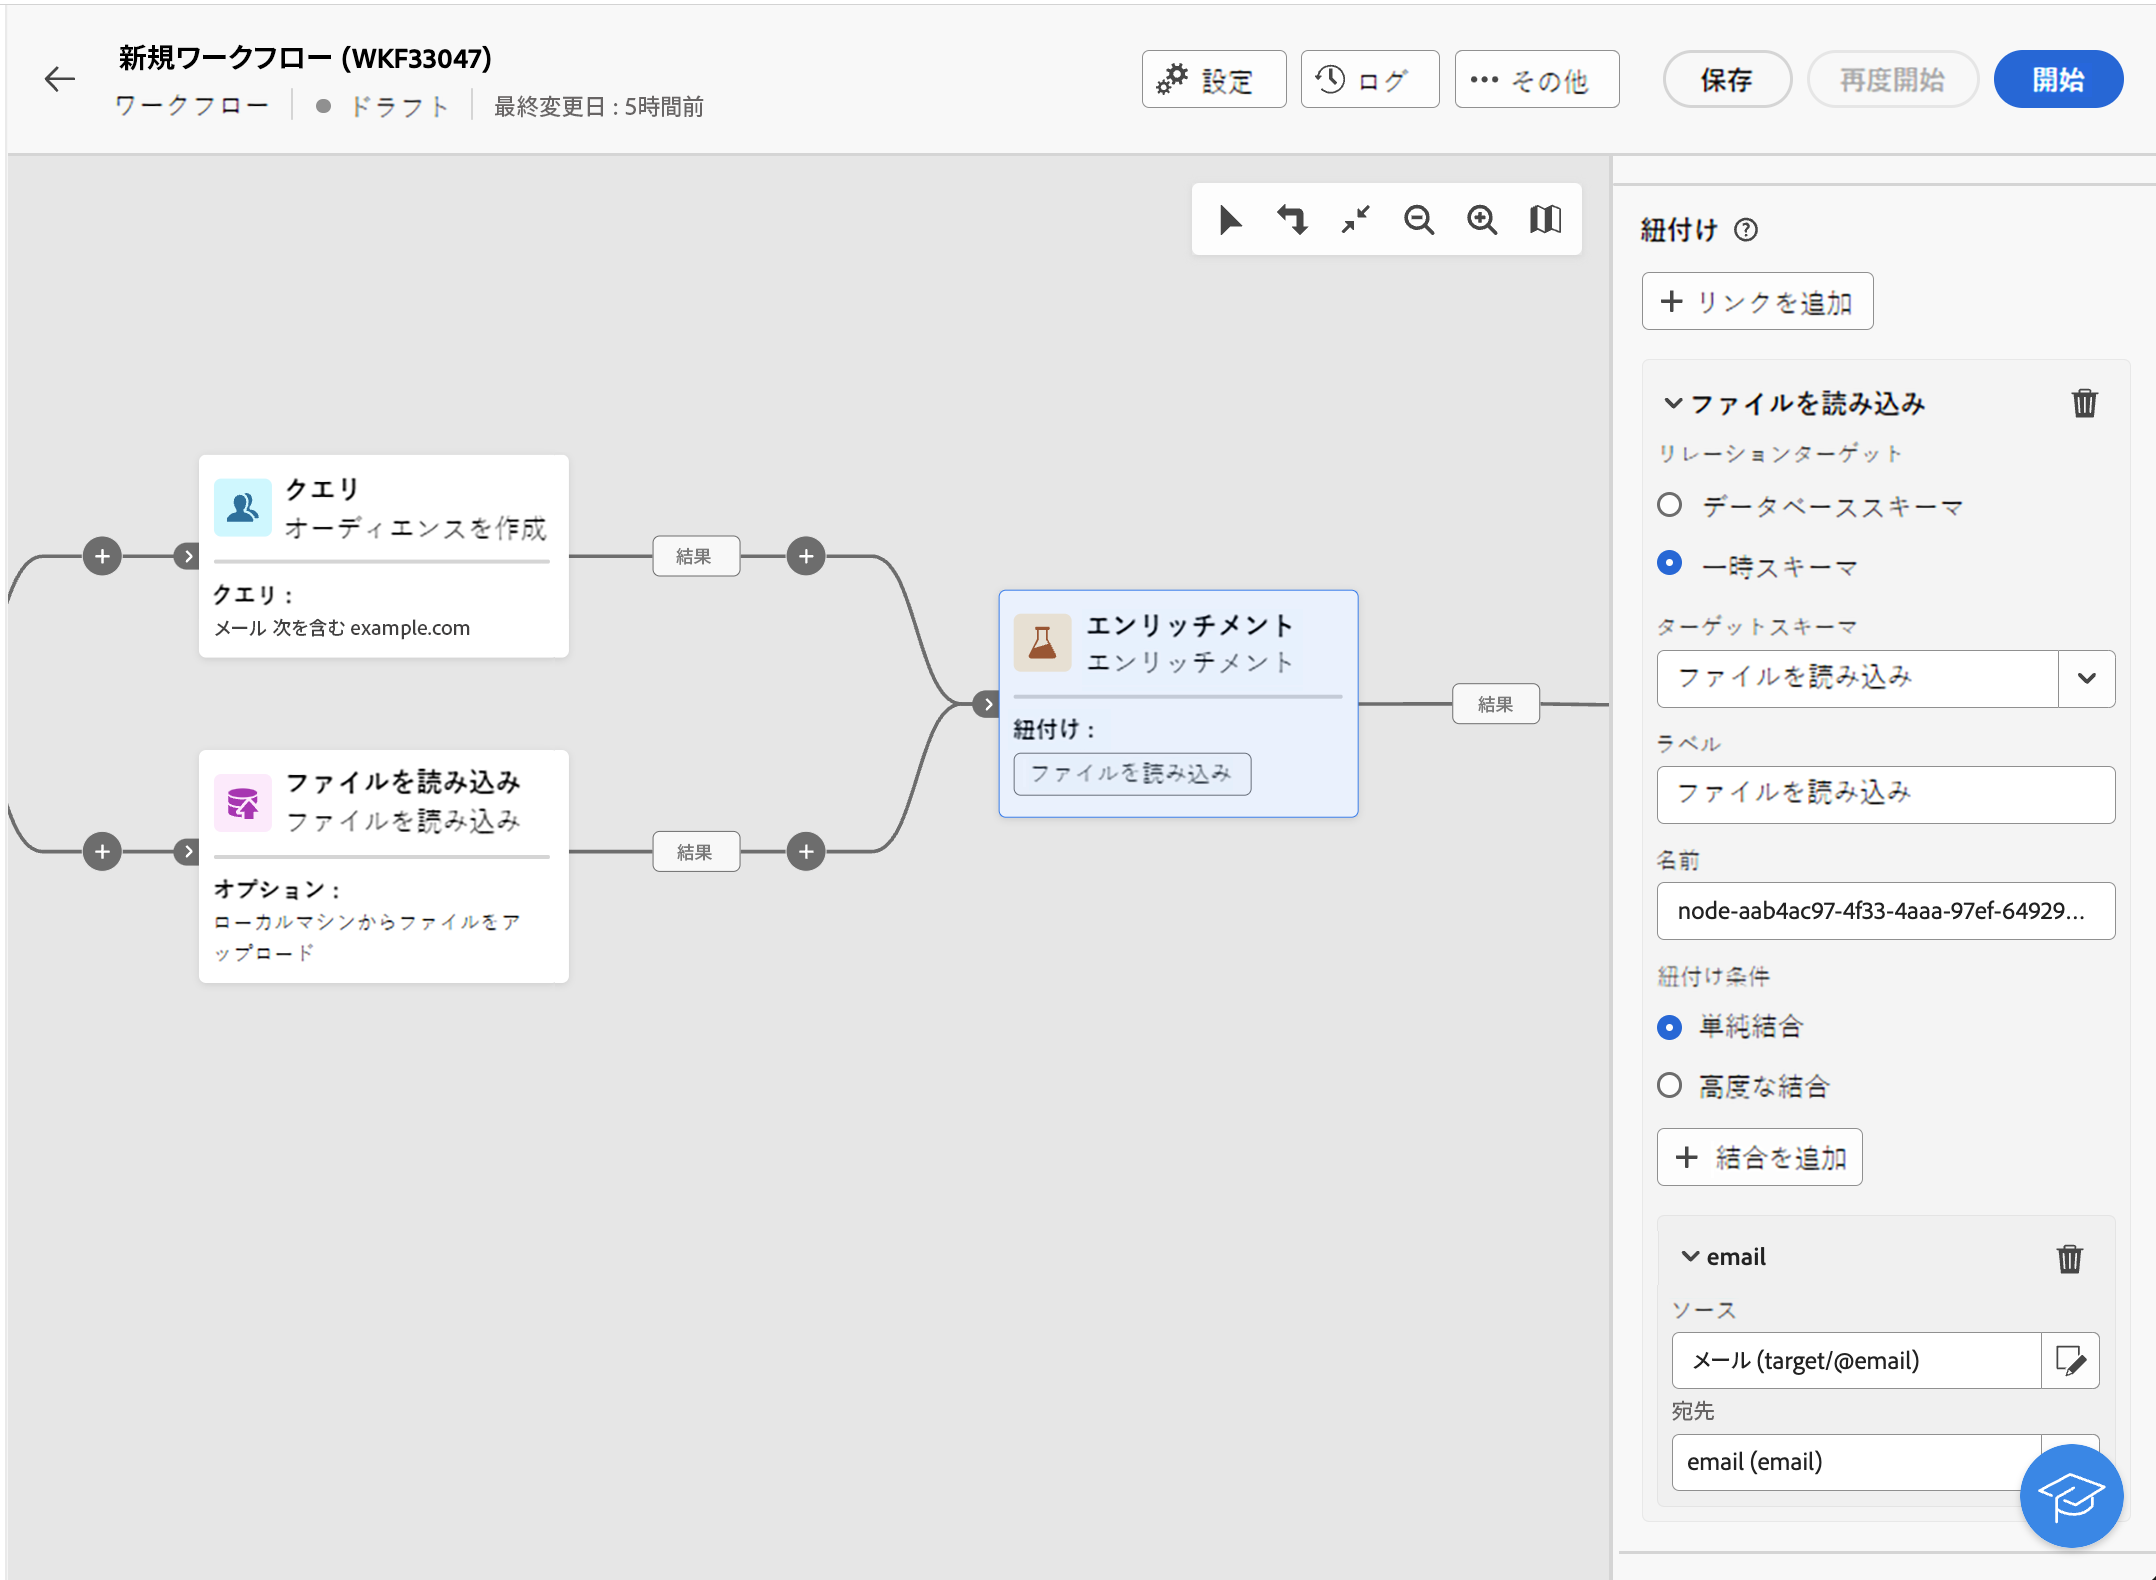 新規ワークフロー (WKF33047)
ワークフロー
ドラフト
最終変更日 : 5時間前
設定
ログ
その他
保存
再度開始
開始
クエリ
オーディエンスを作成
クエリ :
メール 次を含む example.com
結果
ファイルを読み込み
ファイルを読み込み
オプション :
ローカルマシンからファイルをア
ップロード
結果
エンリッチメント
エンリッチメント
紐付け :
ファイルを読み込み
結果
紐付け
リンクを追加
ファイルを読み込み
リレーションターゲット
データベーススキーマ
一時スキーマ
ターゲットスキーマ
ファイルを読み込み
ラベル
ファイルを読み込み
名前
node-aab4ac97-4f33-4aaa-97ef-64929...
紐付け条件
単純結合
高度な結合
結合を追加
email
ソース
メール (target/@email)
宛先
email (email)